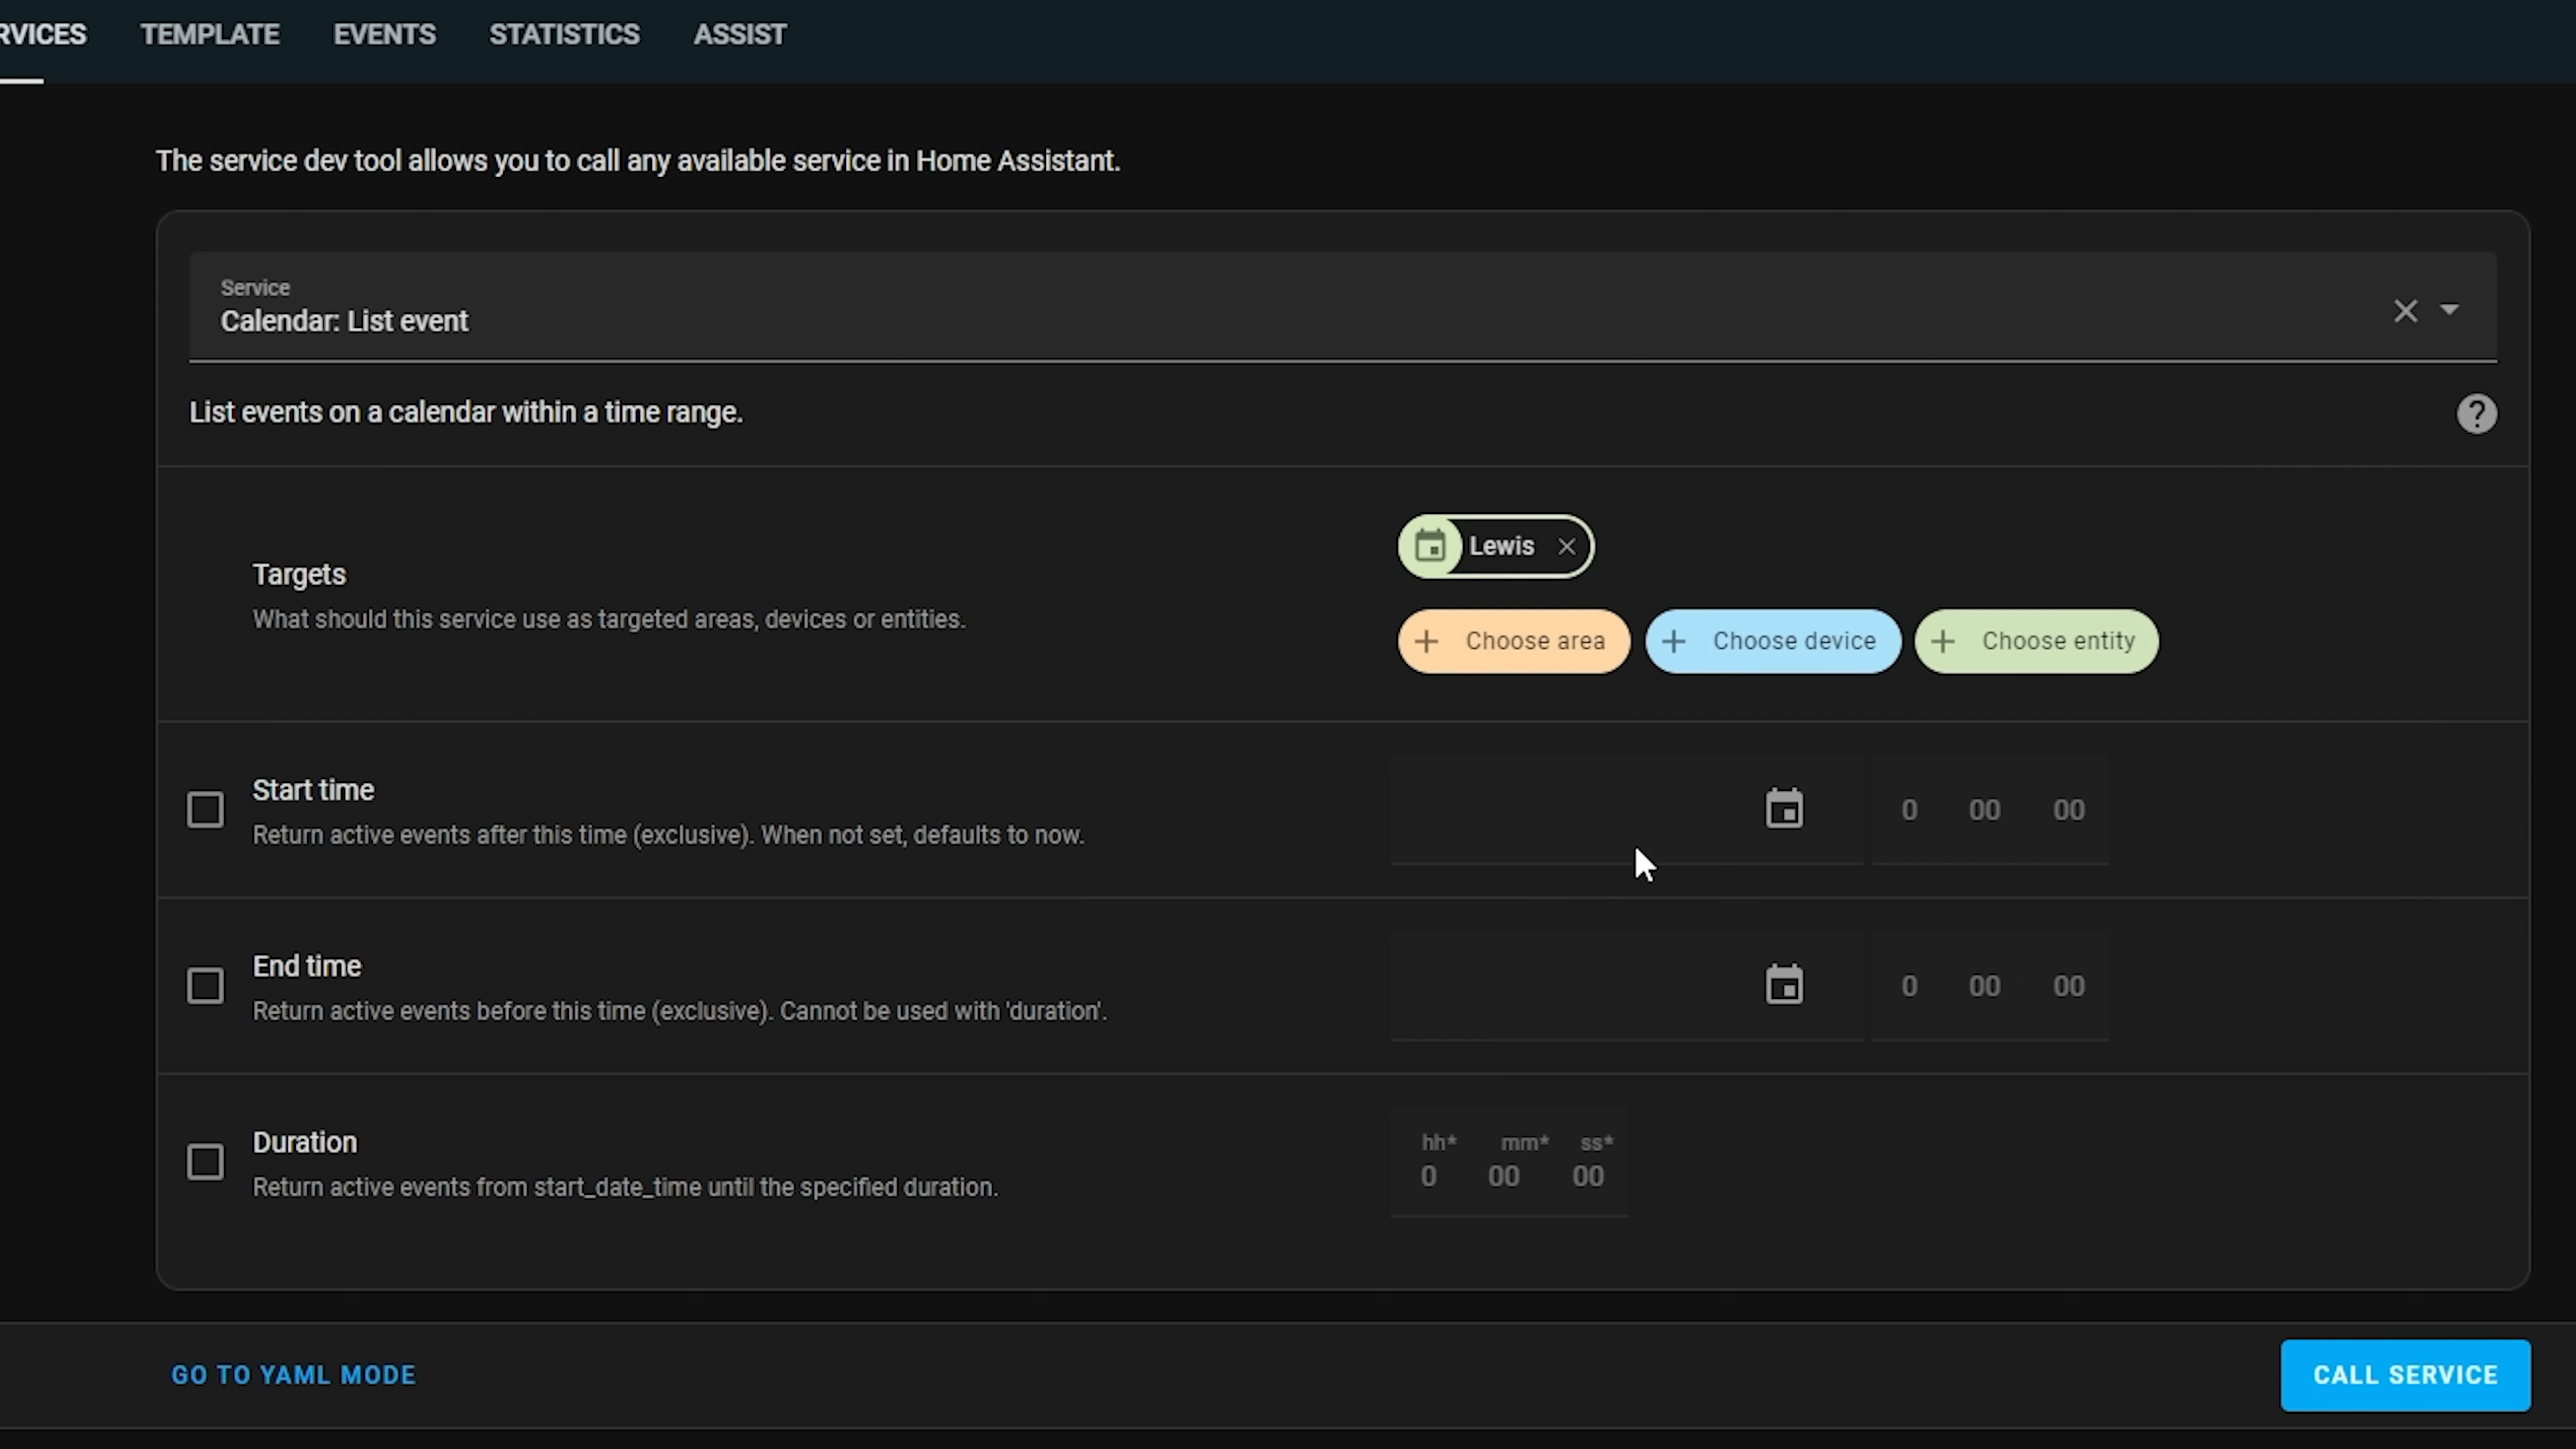 RVICES TEMPLATE EVENTS STATISTICS ASSIST
The service dev tool allows you to call any available service in Home Assistant.
Service
Calendar: List event
List events on a calendar within a time range.
Lewis
Targets
What should this service use as targeted areas, devices or entities.
Choose area Choose device Choose entity
Start time
Return active events after this time (exclusive). When not set, defaults to now.
0 00 00
End time
Return active events before this time (exclusive). Cannot be used with 'duration'.
0 00 00
Duration
Return active events from start_date_time until the specified duration.
hh* mm* ss*
0 00 00
GO TO YAML MODE
CALL SERVICE